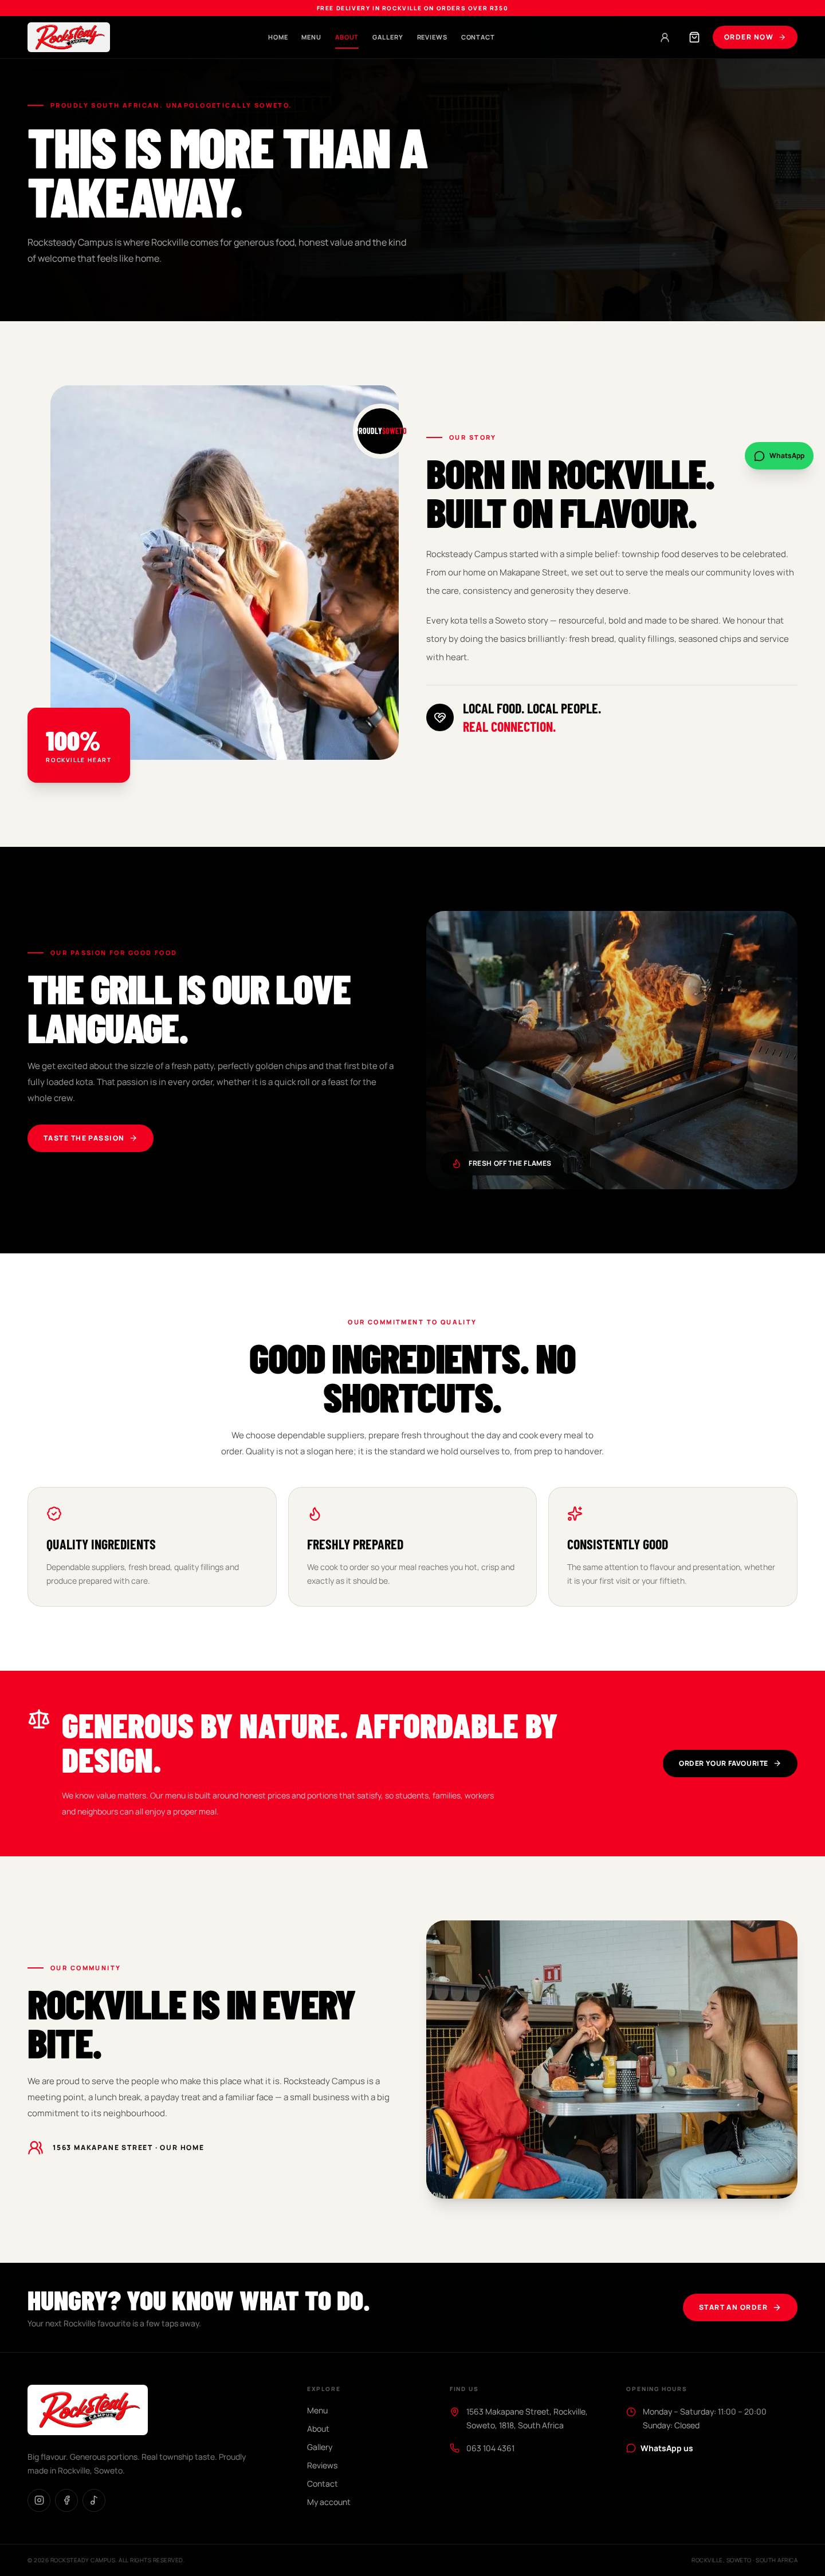 FREE DELIVERY IN ROCKVILLE ON ORDERS OVER R350
Rocksteady
CAMPUS
HOME
MENU
ABOUT
GALLERY
REVIEWS
CONTACT
ORDER NOW
PROUDLY SOUTH AFRICAN. UNAPOLOGETICALLY SOWETO.
THIS IS MORE THAN A
TAKEAWAY.
Rocksteady Campus is where Rockville comes for generous food, honest value and the kind
of welcome that feels like home.
PROUDLYSOWETO
100%
ROCKVILLE HEART
OUR STORY
BORN IN ROCKVILLE.
BUILT ON FLAVOUR.
WhatsApp
Rocksteady Campus started with a simple belief: township food deserves to be celebrated.
From our home on Makapane Street, we set out to serve the meals our community loves with
the care, consistency and generosity they deserve.
Every kota tells a Soweto story — resourceful, bold and made to be shared. We honour that
story by doing the basics brilliantly: fresh bread, quality fillings, seasoned chips and service
with heart.
LOCAL FOOD. LOCAL PEOPLE.
REAL CONNECTION.
OUR PASSION FOR GOOD FOOD
THE GRILL IS OUR LOVE
LANGUAGE.
We get excited about the sizzle of a fresh patty, perfectly golden chips and that first bite of a
fully loaded kota. That passion is in every order, whether it is a quick roll or a feast for the
whole crew.
TASTE THE PASSION
FRESH OFF THE FLAMES
OUR COMMITMENT TO QUALITY
GOOD INGREDIENTS. NO
SHORTCUTS.
We choose dependable suppliers, prepare fresh throughout the day and cook every meal to
order. Quality is not a slogan here; it is the standard we hold ourselves to, from prep to handover.
QUALITY INGREDIENTS
Dependable suppliers, fresh bread, quality fillings and
produce prepared with care.
FRESHLY PREPARED
We cook to order so your meal reaches you hot, crisp and
exactly as it should be.
CONSISTENTLY GOOD
The same attention to flavour and presentation, whether
it is your first visit or your fiftieth.
GENEROUS BY NATURE. AFFORDABLE BY
DESIGN.
We know value matters. Our menu is built around honest prices and portions that satisfy, so students, families, workers
and neighbours can all enjoy a proper meal.
ORDER YOUR FAVOURITE
OUR COMMUNITY
ROCKVILLE IS IN EVERY
BITE.
We are proud to serve the people who make this place what it is. Rocksteady Campus is a
meeting point, a lunch break, a payday treat and a familiar face — a small business with a big
commitment to its neighbourhood.
1563 MAKAPANE STREET · OUR HOME
HUNGRY? YOU KNOW WHAT TO DO.
Your next Rockville favourite is a few taps away.
START AN ORDER
Rocksteady
CAMPUS
Big flavour. Generous portions. Real township taste. Proudly
made in Rockville, Soweto.
EXPLORE
Menu
About
Gallery
Reviews
Contact
My account
FIND US
1563 Makapane Street, Rockville,
Soweto, 1818, South Africa
063 104 4361
OPENING HOURS
Monday – Saturday: 11:00 – 20:00
Sunday: Closed
WhatsApp us
© 2026 ROCKSTEADY CAMPUS. ALL RIGHTS RESERVED.
ROCKVILLE, SOWETO · SOUTH AFRICA